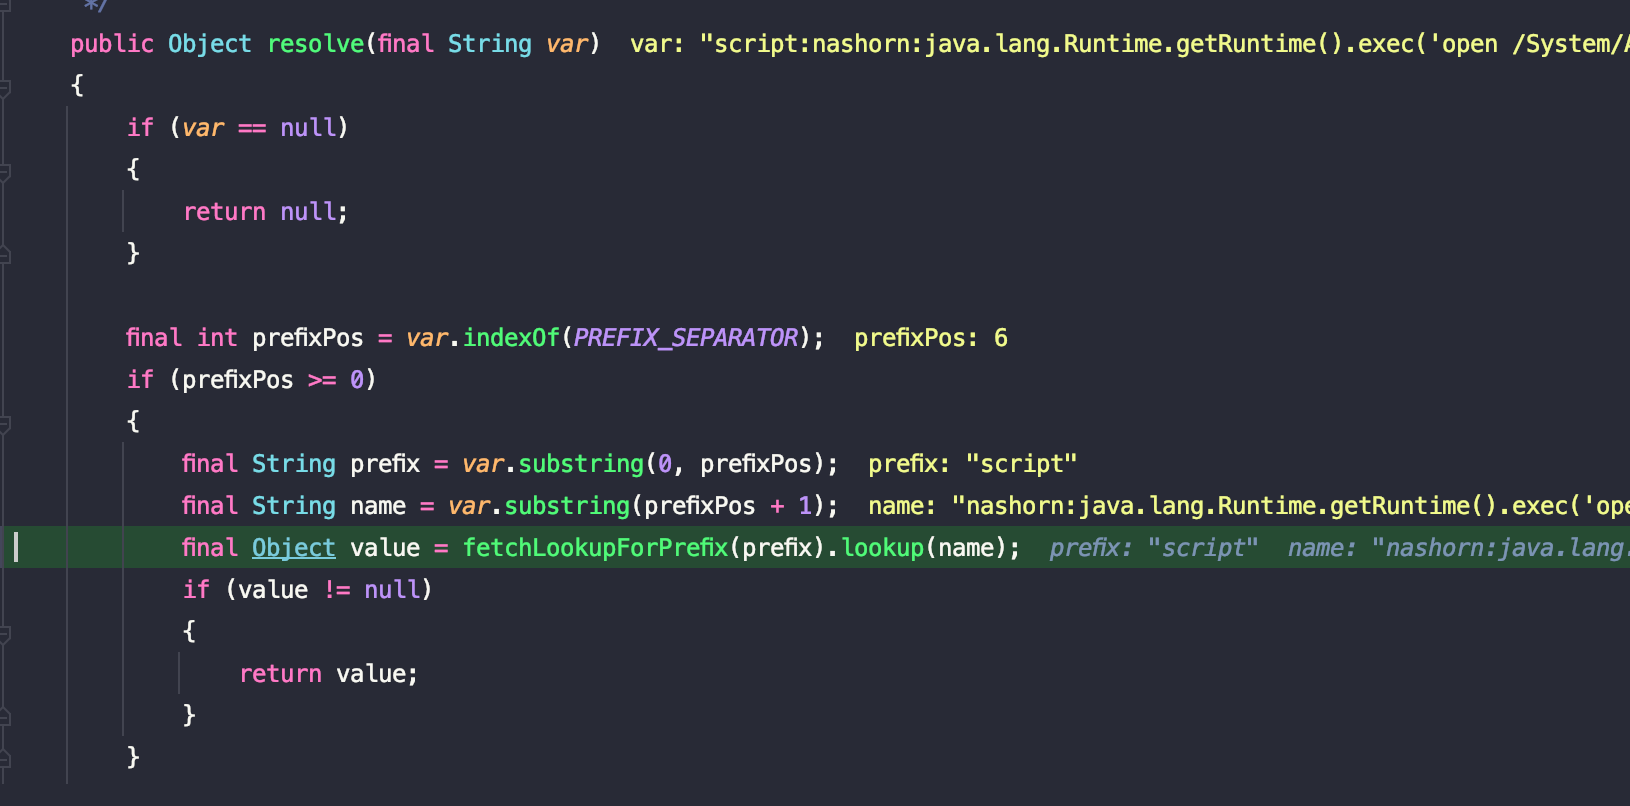 */
public Object resolve(final String var)  var: "script:nashorn:java.lang.Runtime.getRuntime().exec('open /System/
{
if (var == null)
{
return null;
}
final int prefixPos = var.indexOf(PREFIX_SEPARATOR);  prefixPos: 6
if (prefixPos >= 0)
{
final String prefix = var.substring(0, prefixPos);  prefix: "script"
final String name = var.substring(prefixPos + 1);  name: "nashorn:java.lang.Runtime.getRuntime().exec('ope
final Object value = fetchLookupForPrefix(prefix).lookup(name);  prefix: "script"  name: "nashorn:java.lang.
if (value != null)
{
return value;
}
}